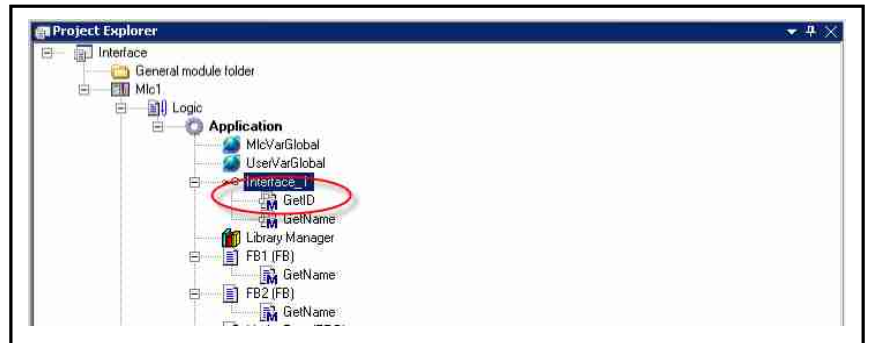 Project Explorer
Interface
General module folder
Mlc1
Logic
Application
MlcVarGlobal
UserVarGlobal
Interface_1
GetID
GetName
Library Manager
FB1 (FB)
GetName
FB2 (FB)
GetName